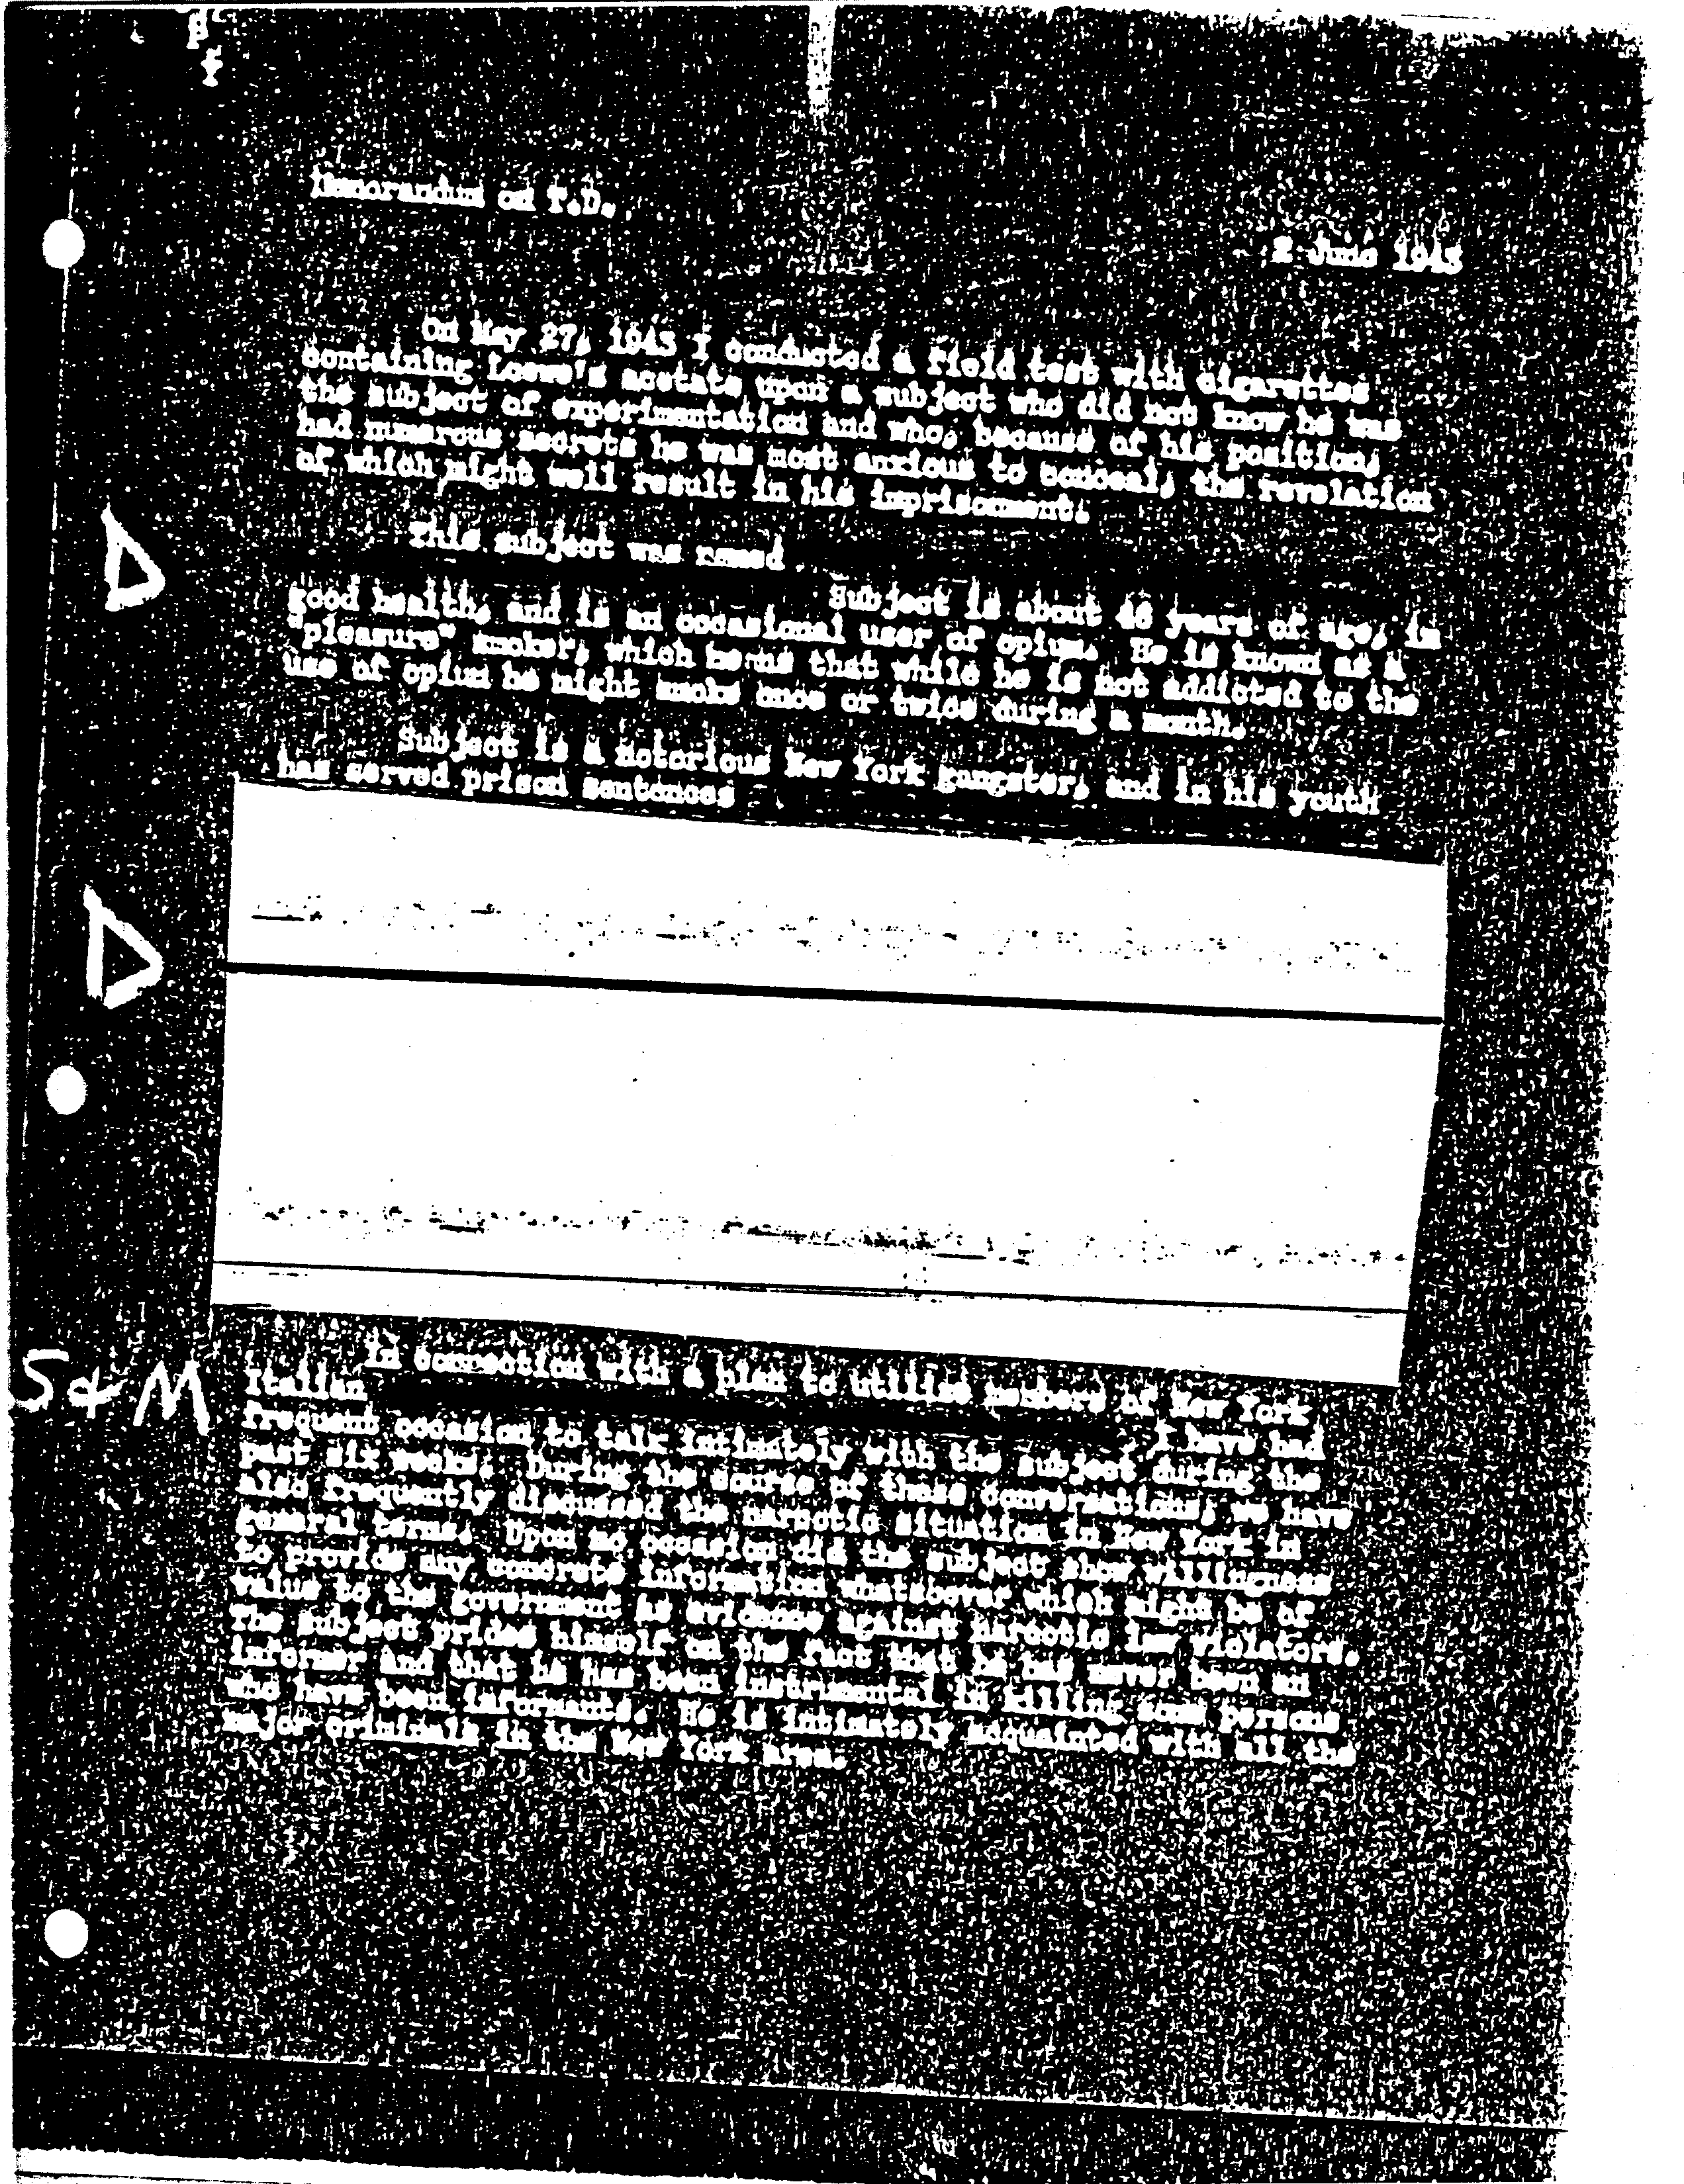 Memorandum on T.D.
2 June 1943
On May 27, 1943 I conducted a field test with cigarettes
containing Loewe's acetate upon a subject who did not know he was
the subject of experimentation and who, because of his position,
had numerous secrets he was most anxious to conceal, the revelation
of which might well result in his imprisonment.
This subject was named
Subject is about 46 years of age, in
good health, and is an occasional user of opium. He is known as a
"pleasure" smoker, which means that while he is not addicted to the
use of opium he might smoke once or twice during a month.
Subject is a notorious New York gangster, and in his youth
has served prison sentences
S & M
in connection with a plan to utilize members of New York
Italian
I have had
frequent occasion to talk intimately with the subject during the
past six weeks. During the course of these conversations, we have
also frequently discussed the narcotic situation in New York in
general terms. Upon no occasion did the subject show willingness
to provide any concrete information whatsoever which might be of
value to the government as evidence against narcotic law violators.
The subject prides himself on the fact that he has never been an
informer and that he has been instrumental in killing some persons
who have been informants. He is intimately acquainted with all the
major criminals in the New York area.